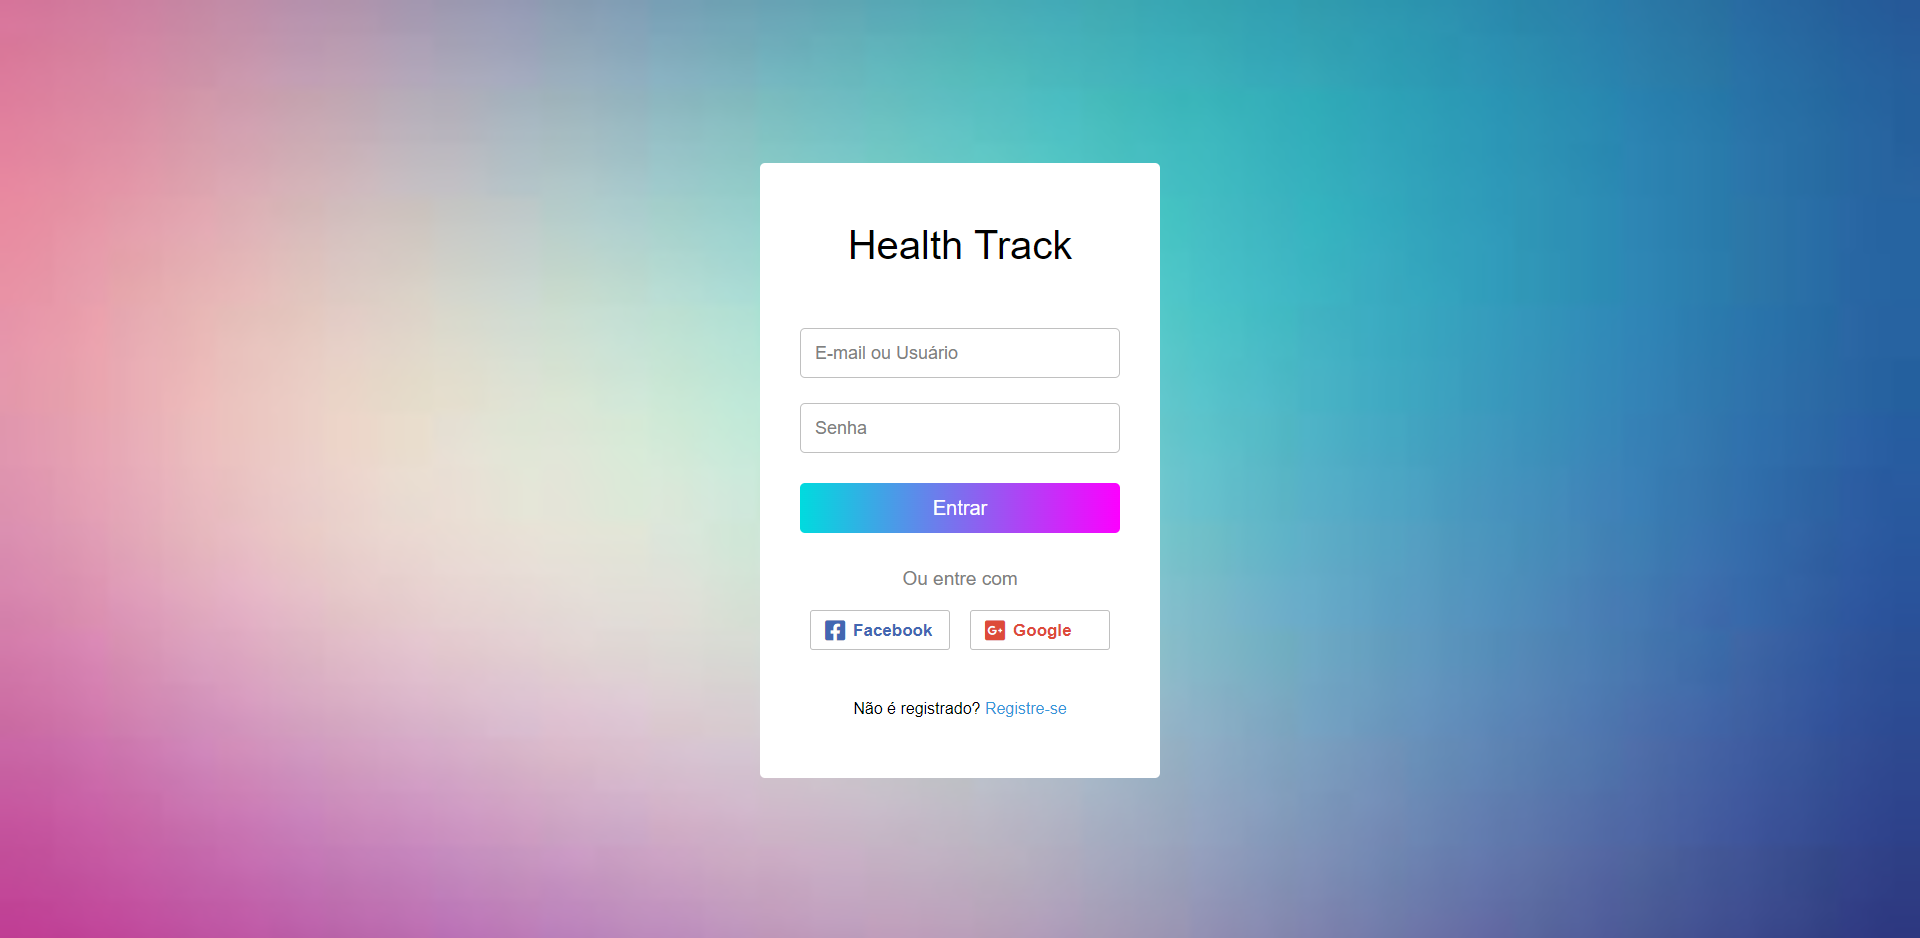 Health Track
E-mail ou Usuário
Senha
Entrar
Ou entre com
Facebook Google
Não é registrado? Registre-se